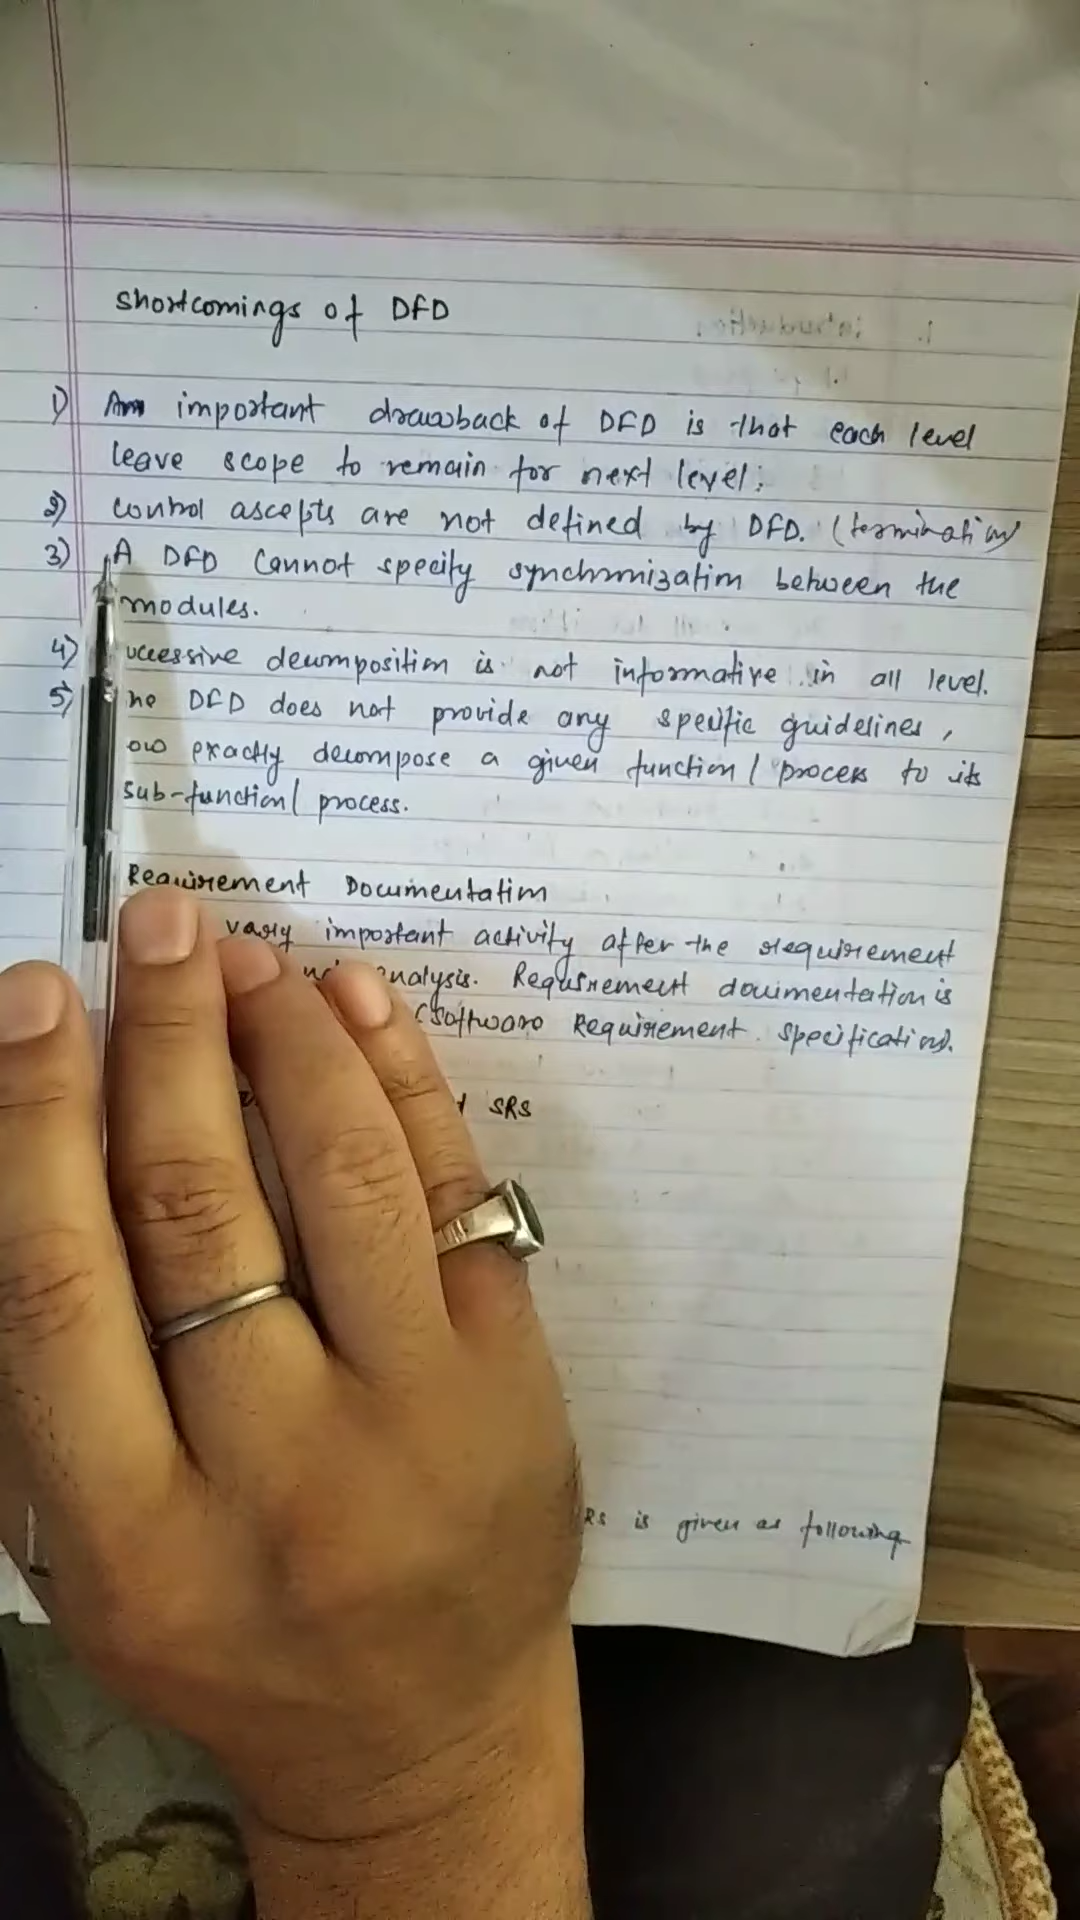 Shortcomings of DFD
1) An important drawback of DFD is that each level
leave scope to remain for next level.
2) control ascepts are not defined by DFD. (termination)
3) A DFD Cannot specify synchronization between the
modules.
4) uccessive decomposition is not informative in all level.
5) he DFD does not provide any specific guidelines,
ow exactly decompose a given function / process to its
sub-function / process.
Requirement Documentation
vary important activity after the requirement
nd analysis. Requirement documentation is
(Software Requirement Specification).
SRS
RS is given as following